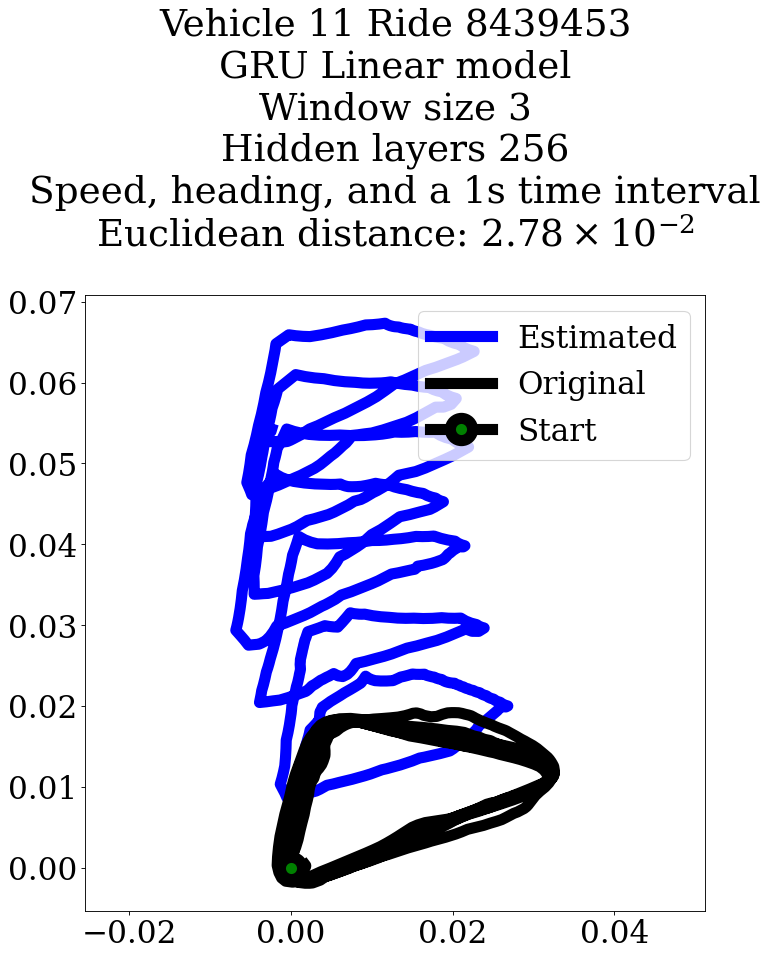 Vehicle 11 Ride 8439453
GRU Linear model
Window size 3
Hidden layers 256
Speed, heading, and a 1s time interval
Euclidean distance: 2.78 × 10⁻²
0.07
0.06
0.05
0.04
0.03
0.02
0.01
0.00
Estimated
Original
Start
−0.02
0.00
0.02
0.04